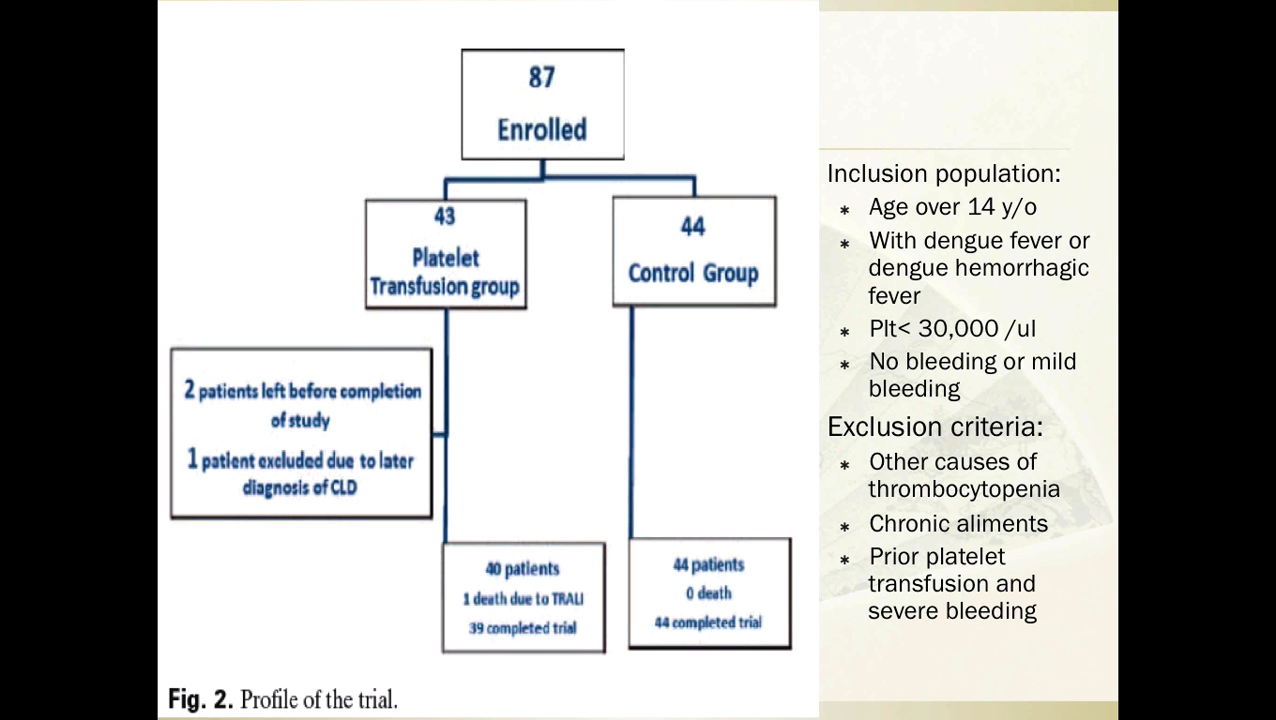 87
Enrolled
43
Platelet
Transfusion group
44
Control Group
2 patients left before completion
of study
1 patient excluded due to later
diagnosis of CLD
40 patients
1 death due to TRALI
39 completed trial
44 patients
0 death
44 completed trial
Fig. 2. Profile of the trial.
Inclusion population:
* Age over 14 y/o
* With dengue fever or
dengue hemorrhagic
fever
* Plt< 30,000 /ul
* No bleeding or mild
bleeding
Exclusion criteria:
* Other causes of
thrombocytopenia
* Chronic aliments
* Prior platelet
transfusion and
severe bleeding